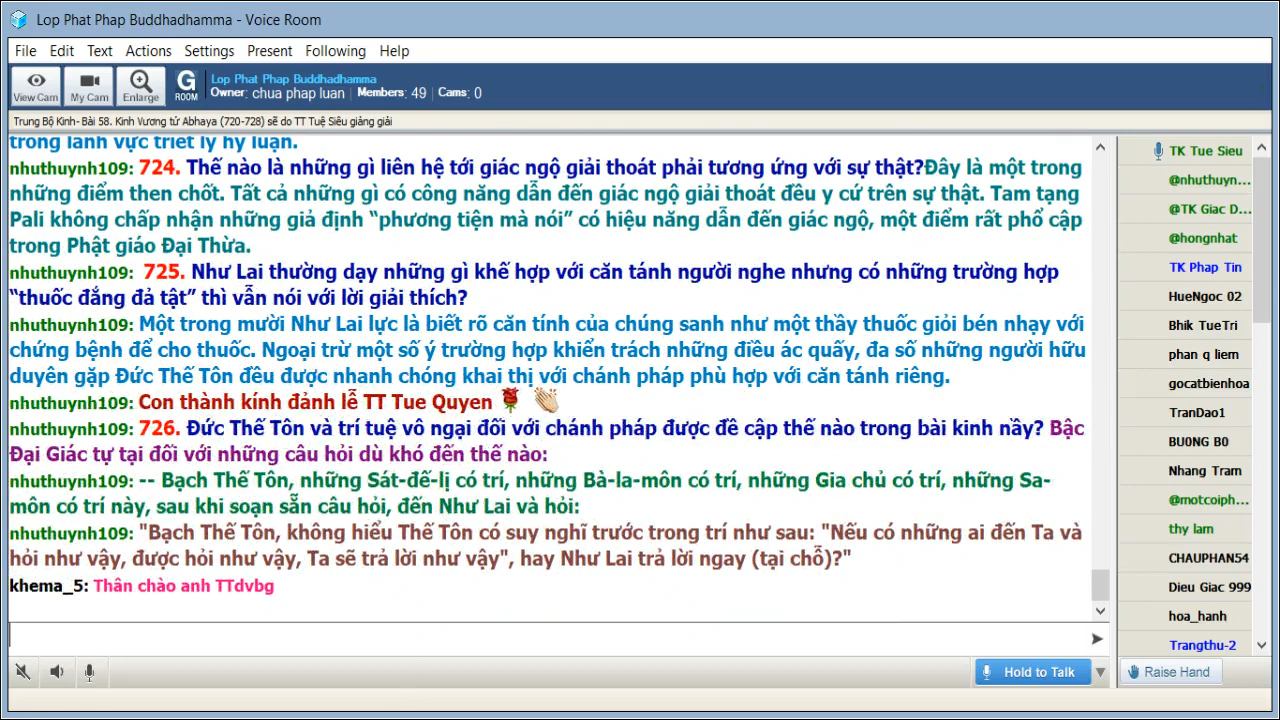 Lop Phat Phap Buddhadhamma - Voice Room
File Edit Text Actions Settings Present Following Help
View Cam My Cam Enlarge G ROOM
Lop Phat Phap Buddhadhamma
Owner: chua phap luan Members: 49 Cams: 0
Trung Bộ Kinh- Bài 58. Kinh Vương tử Abhaya (720-728) sẽ do TT Tuệ Siêu giảng giải
trong lãnh vực triết lý hý luận.
nhuthuynh109: 724. Thế nào là những gì liên hệ tới giác ngộ giải thoát phải tương ứng với sự thật?Đây là một trong
những điểm then chốt. Tất cả những gì có công năng dẫn đến giác ngộ giải thoát đều y cứ trên sự thật. Tam tạng
Pali không chấp nhận những giả định “phương tiện mà nói” có hiệu năng dẫn đến giác ngộ, một điểm rất phổ cập
trong Phật giáo Đại Thừa.
nhuthuynh109: 725. Như Lai thường dạy những gì khế hợp với căn tánh người nghe nhưng có những trường hợp
“thuốc đắng đả tật” thì vẫn nói với lời giải thích?
nhuthuynh109: Một trong mười Như Lai lực là biết rõ căn tính của chúng sanh như một thầy thuốc giỏi bén nhạy với
chứng bệnh để cho thuốc. Ngoại trừ một số ý trường hợp khiển trách những điều ác quấy, đa số những người hữu
duyên gặp Đức Thế Tôn đều được nhanh chóng khai thị với chánh pháp phù hợp với căn tánh riêng.
nhuthuynh109: Con thành kính đảnh lễ TT Tue Quyen
nhuthuynh109: 726. Đức Thế Tôn và trí tuệ vô ngại đối với chánh pháp được đề cập thế nào trong bài kinh nầy? Bậc
Đại Giác tự tại đối với những câu hỏi dù khó đến thế nào:
nhuthuynh109: -- Bạch Thế Tôn, những Sát-đế-lị có trí, những Bà-la-môn có trí, những Gia chủ có trí, những Sa-
môn có trí này, sau khi soạn sẵn câu hỏi, đến Như Lai và hỏi:
nhuthuynh109: "Bạch Thế Tôn, không hiểu Thế Tôn có suy nghĩ trước trong trí như sau: "Nếu có những ai đến Ta và
hỏi như vậy, được hỏi như vậy, Ta sẽ trả lời như vậy", hay Như Lai trả lời ngay (tại chỗ)?"
khema_5: Thân chào anh TTdvbg
Hold to Talk
TK Tue Sieu
@nhuthuyn...
@TK Giac D...
@hongnhat
TK Phap Tin
HueNgoc 02
Bhik TueTri
phan q liem
gocatbienhoa
TranDao1
BU0NG B0
Nhang Tram
@motcoiph...
thy lam
CHAUPHAN54
Dieu Giac 999
hoa_hanh
Trangthu-2
Raise Hand